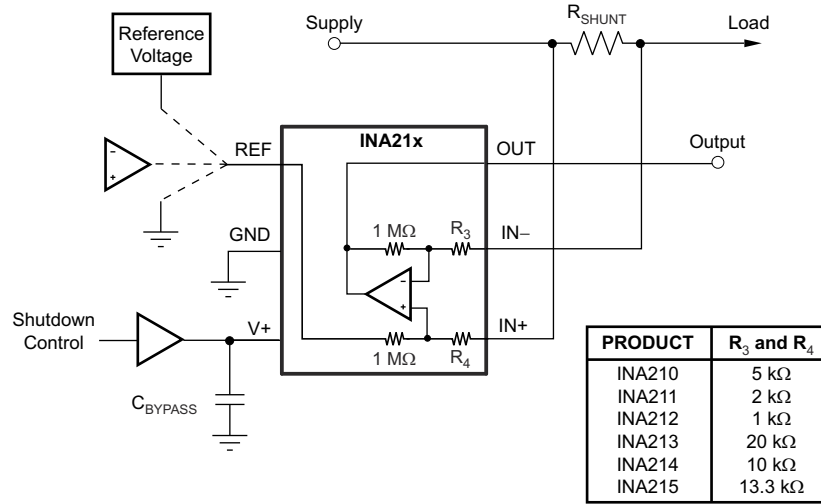 Supply
R_SHUNT
Load
Reference
Voltage
INA21x
REF
OUT
Output
1 MΩ
R_3
GND
IN−
−
+
−
+
Shutdown
Control
V+
IN+
1 MΩ
R_4
C_BYPASS
PRODUCT R_3 and R_4
INA210 5 kΩ
INA211 2 kΩ
INA212 1 kΩ
INA213 20 kΩ
INA214 10 kΩ
INA215 13.3 kΩ